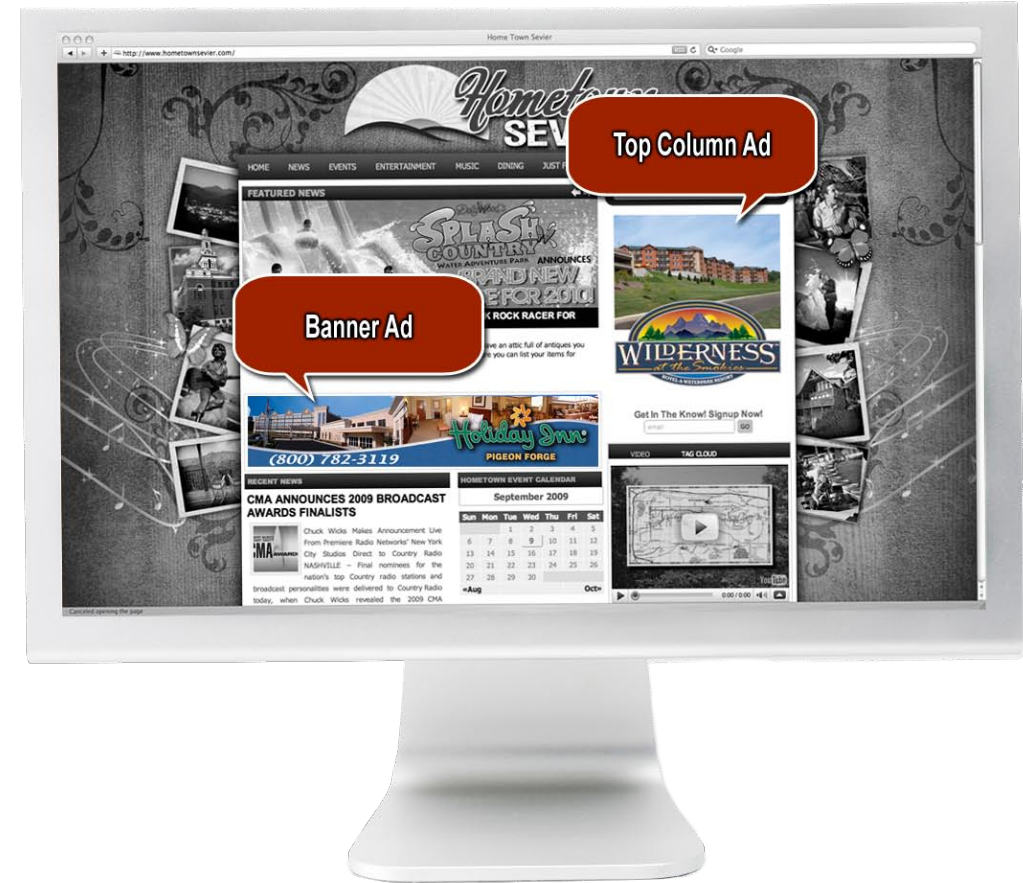 Home Town Sevier
http://www.hometownsevier.com/
Google
Hometown
SEV
HOME NEWS EVENTS ENTERTAINMENT MUSIC DINING JUST
Top Column Ad
FEATURED NEWS
SPLASH
COUNTRY
WATER ADVENTURE PARK ANNOUNCES
BRAND NEW
FOR 2010!
K ROCK RACER FOR
Banner Ad
ave an attic full of antiques you
re you can list your items for
WILDERNESS
at the Smokies
HOTEL & WATERPARK RESORT
Get In The Know! Signup Now!
email GO
Holiday Inn
PIGEON FORGE
(800) 782-3119
VIDEO TAG CLOUD
RECENT NEWS
CMA ANNOUNCES 2009 BROADCAST
AWARDS FINALISTS
CMA AWARDS
Chuck Wicks Makes Announcement Live
From Premiere Radio Networks' New York
City Studios Direct to Country Radio
NASHVILLE – Final nominees for the
nation's top Country radio stations and
broadcast personalities were delivered to Country Radio
today, when Chuck Wicks revealed the 2009 CMA
HOMETOWN EVENT CALENDAR
September 2009
Sun Mon Tue Wed Thu Fri Sat
1 2 3 4 5
6 7 8 9 10 11 12
13 14 15 16 17 18 19
20 21 22 23 24 25 26
27 28 29 30
«Aug Oct»
YouTube
0:00 / 0:00
Canceled opening the page